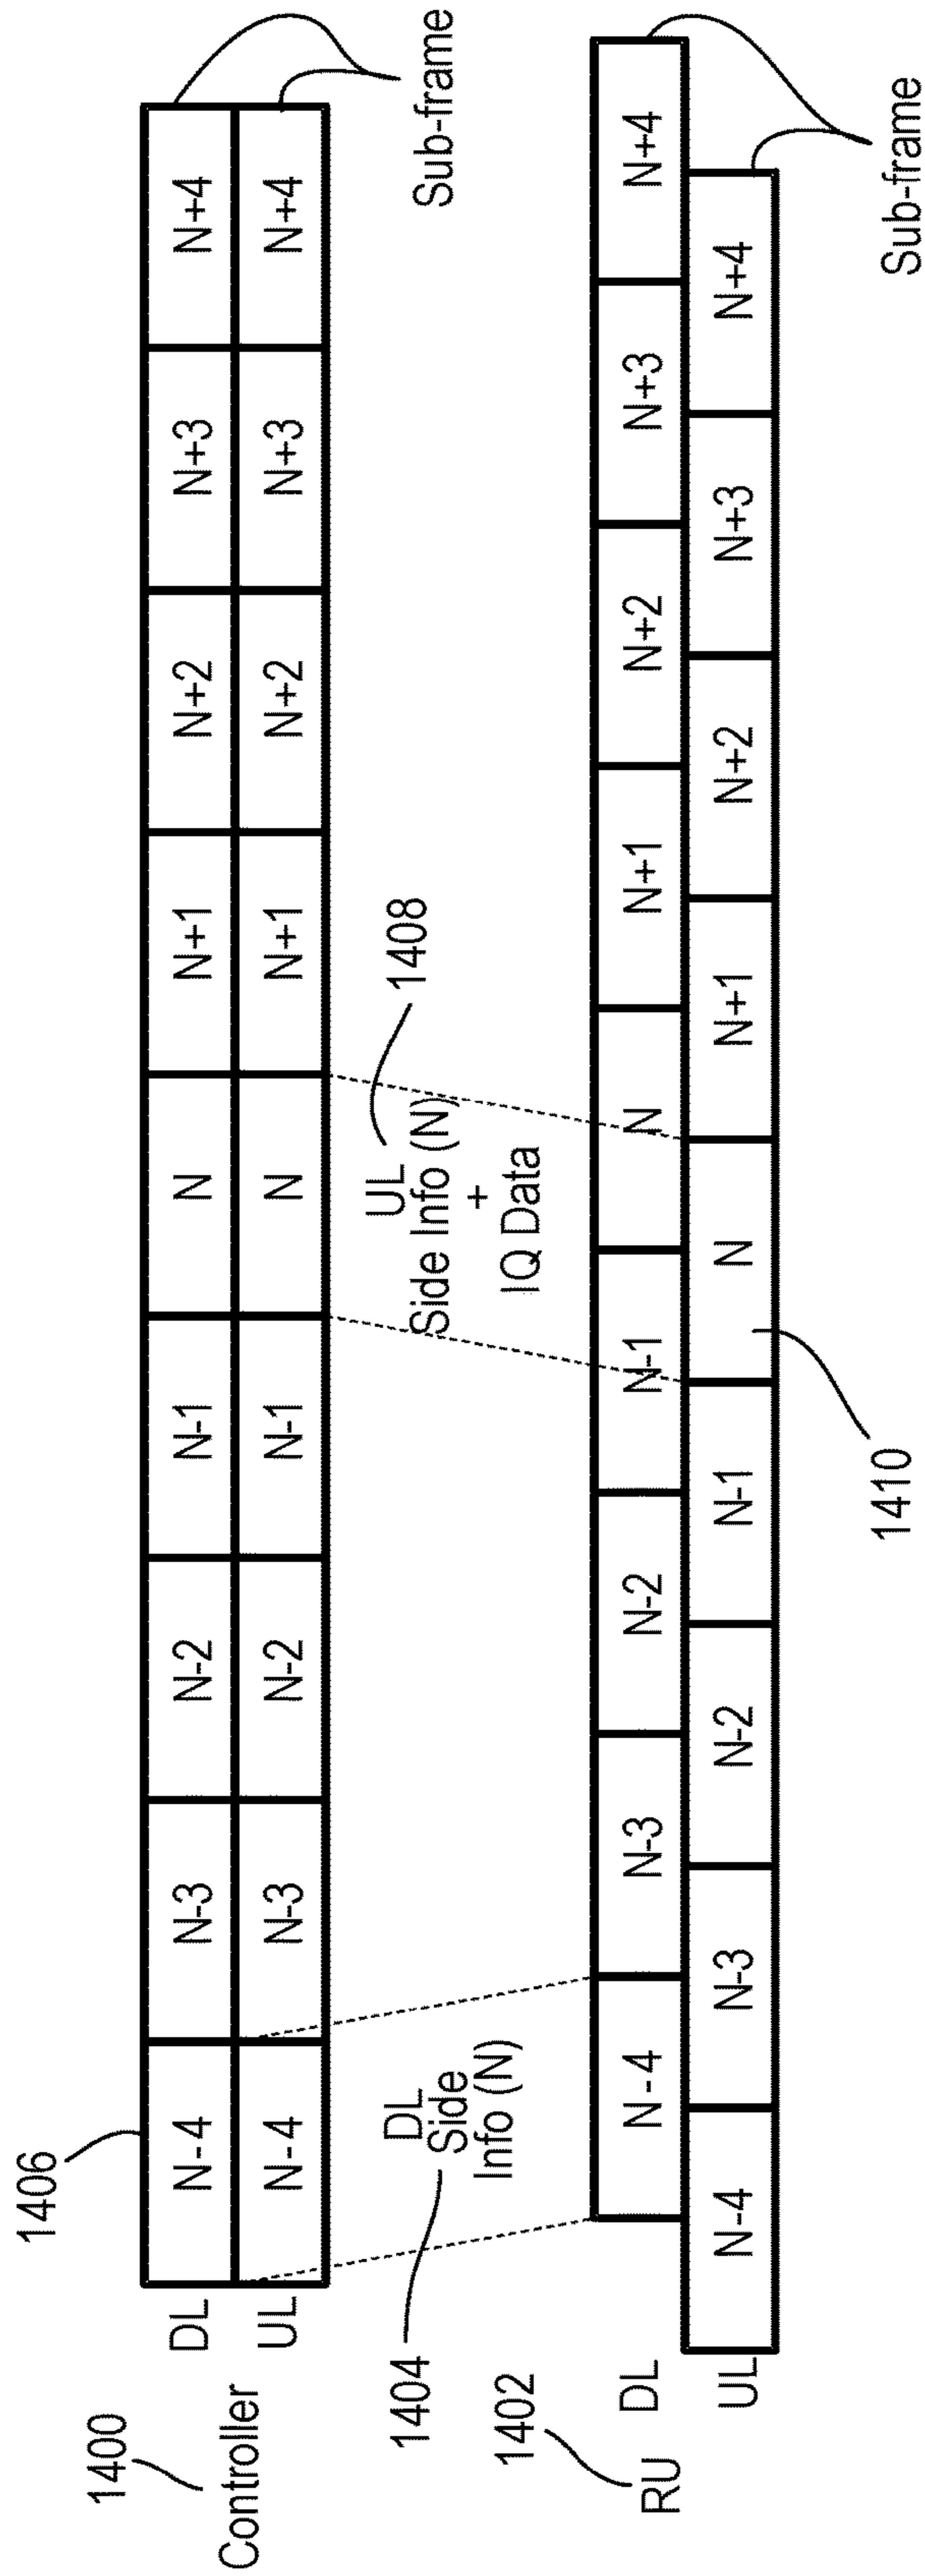 1400
Controller
1406
DL N-4 N-3 N-2 N-1 N N+1 N+2 N+3 N+4
UL N-4 N-3 N-2 N-1 N N+1 N+2 N+3 N+4
Sub-frame
1404
DL
Side
Info (N)
1408
UL
Side Info (N)
+
IQ Data
1402
RU
DL N-4 N-3 N-2 N-1 N N+1 N+2 N+3 N+4
UL N-4 N-3 N-2 N-1 N N+1 N+2 N+3 N+4
1410
Sub-frame